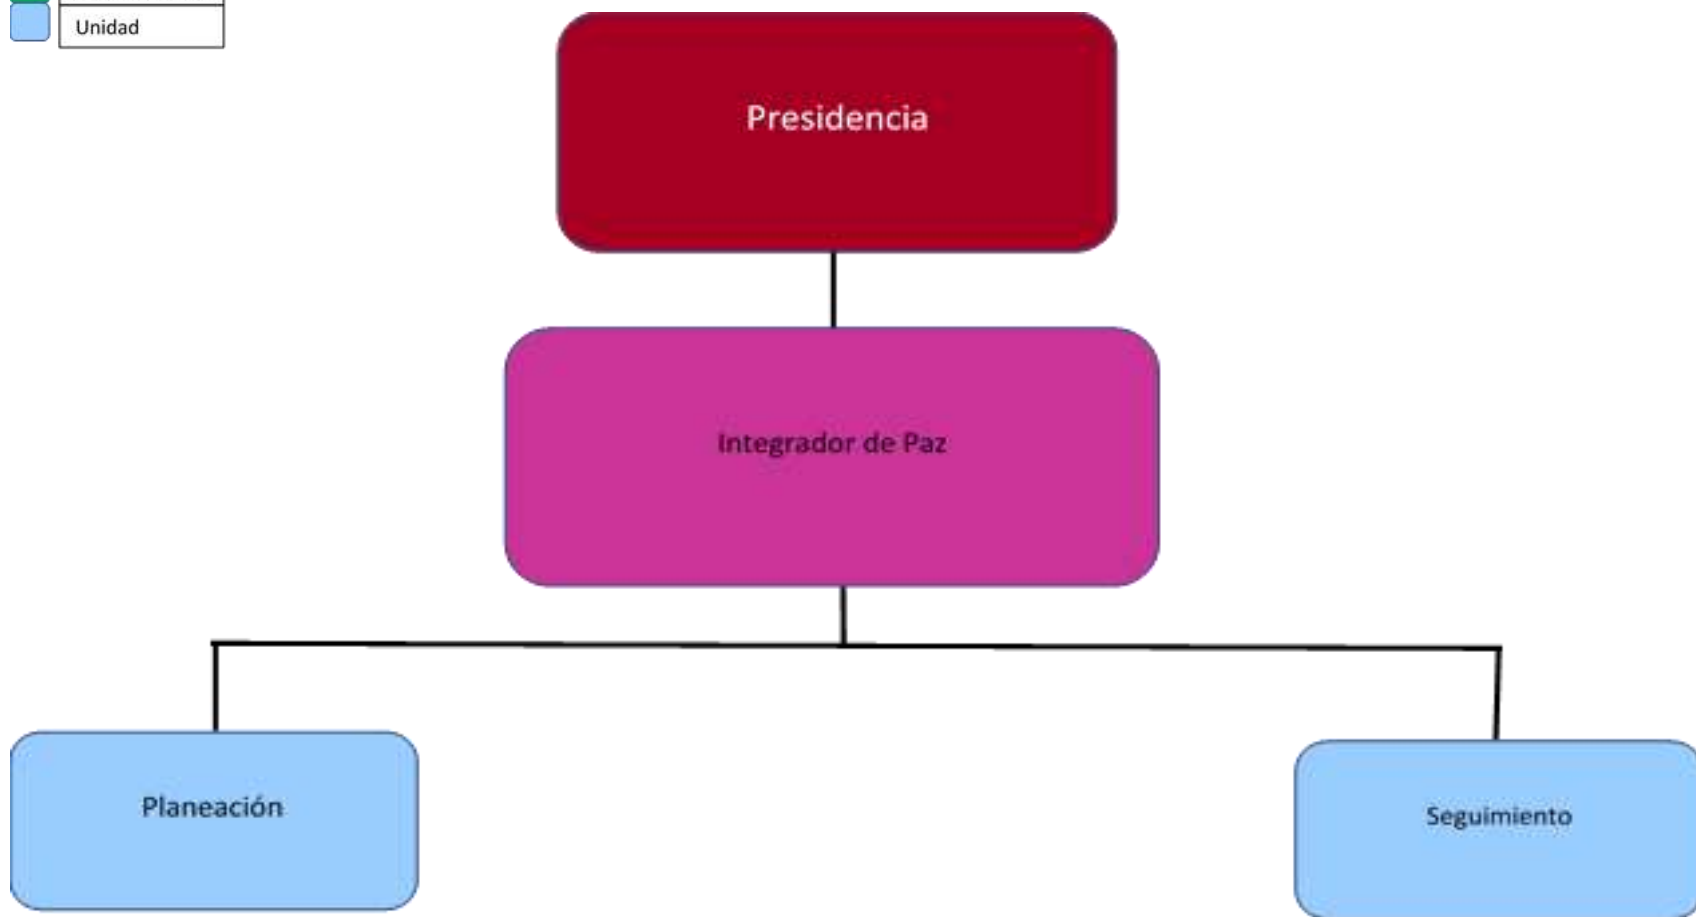 Unidad
Presidencia
Integrador de Paz
Planeación
Seguimiento